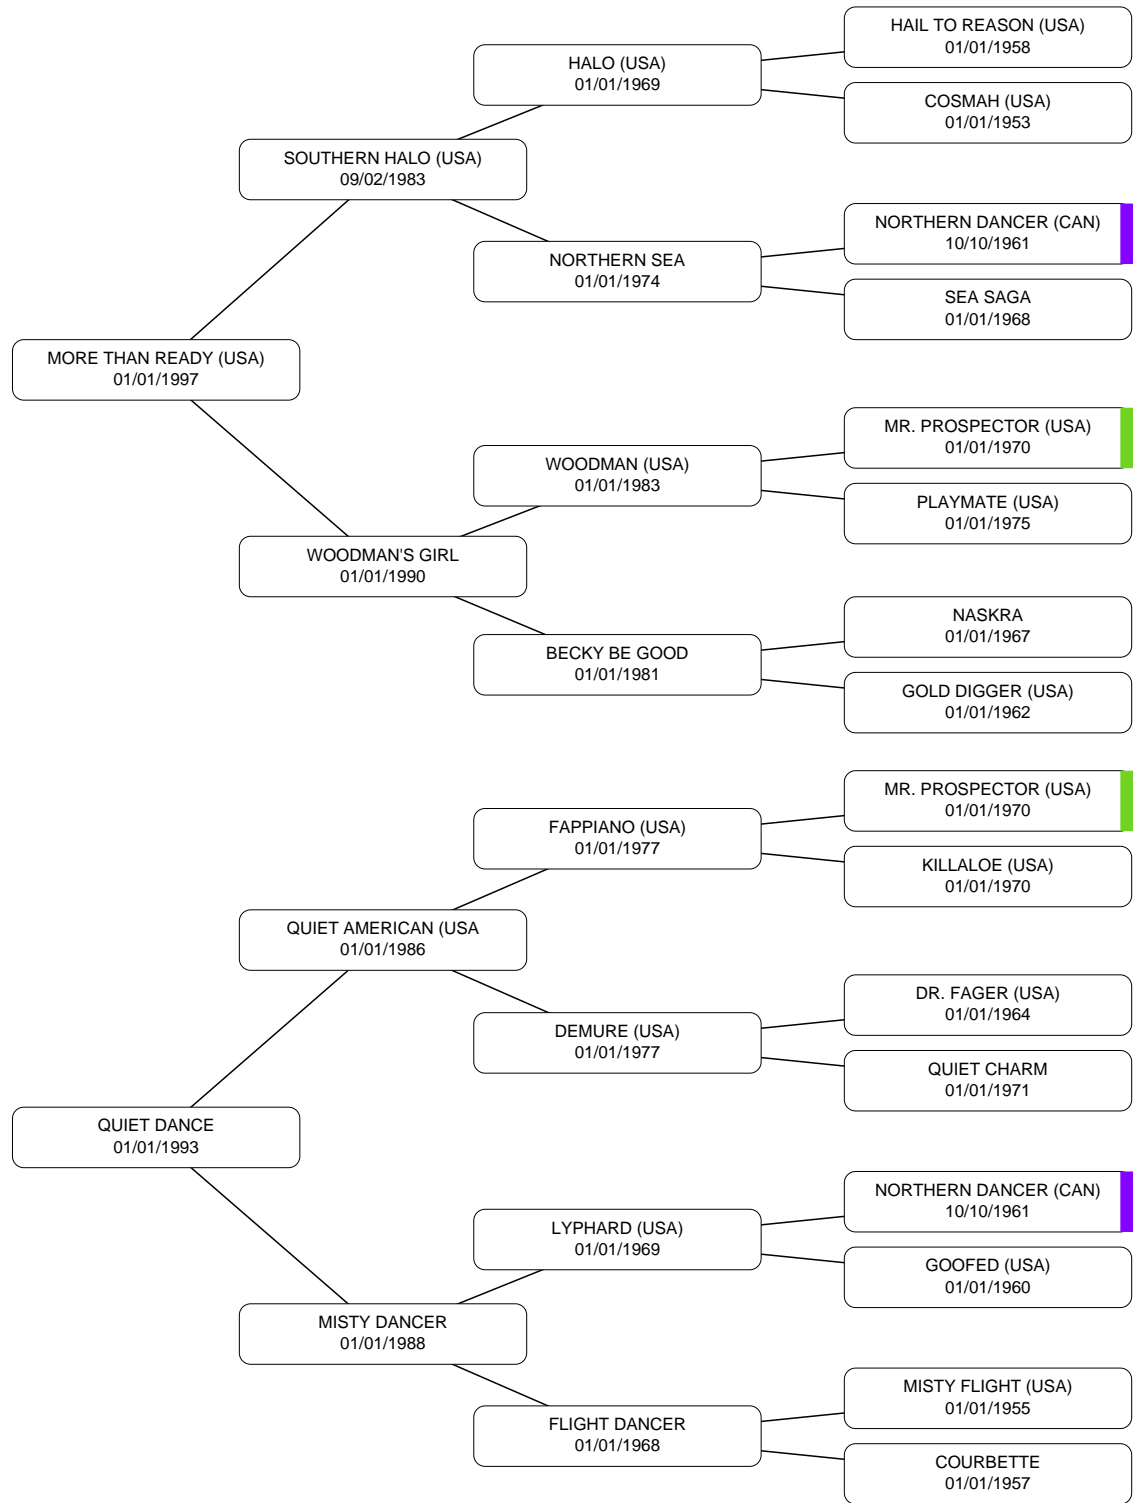 HAIL TO REASON (USA)
01/01/1958
HALO (USA)
01/01/1969
COSMAH (USA)
01/01/1953
SOUTHERN HALO (USA)
09/02/1983
NORTHERN DANCER (CAN)
10/10/1961
NORTHERN SEA
01/01/1974
SEA SAGA
01/01/1968
MORE THAN READY (USA)
01/01/1997
MR. PROSPECTOR (USA)
01/01/1970
WOODMAN (USA)
01/01/1983
PLAYMATE (USA)
01/01/1975
WOODMAN'S GIRL
01/01/1990
NASKRA
01/01/1967
BECKY BE GOOD
01/01/1981
GOLD DIGGER (USA)
01/01/1962
MR. PROSPECTOR (USA)
01/01/1970
FAPPIANO (USA)
01/01/1977
KILLALOE (USA)
01/01/1970
QUIET AMERICAN (USA
01/01/1986
DR. FAGER (USA)
01/01/1964
DEMURE (USA)
01/01/1977
QUIET CHARM
01/01/1971
QUIET DANCE
01/01/1993
NORTHERN DANCER (CAN)
10/10/1961
LYPHARD (USA)
01/01/1969
GOOFED (USA)
01/01/1960
MISTY DANCER
01/01/1988
MISTY FLIGHT (USA)
01/01/1955
FLIGHT DANCER
01/01/1968
COURBETTE
01/01/1957